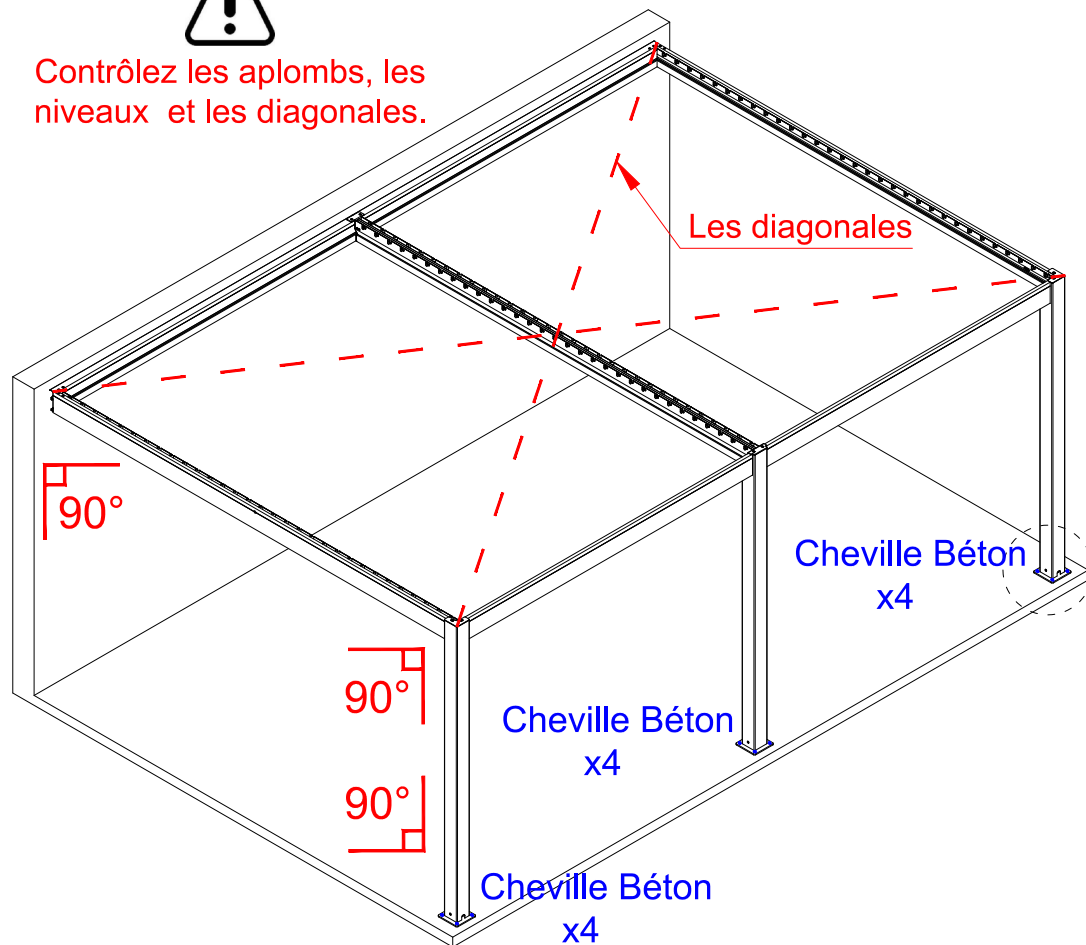 Contrôlez les aplombs, les
niveaux et les diagonales.
Les diagonales
90°
Cheville Béton
x4
90°
Cheville Béton
x4
90°
Cheville Béton
x4